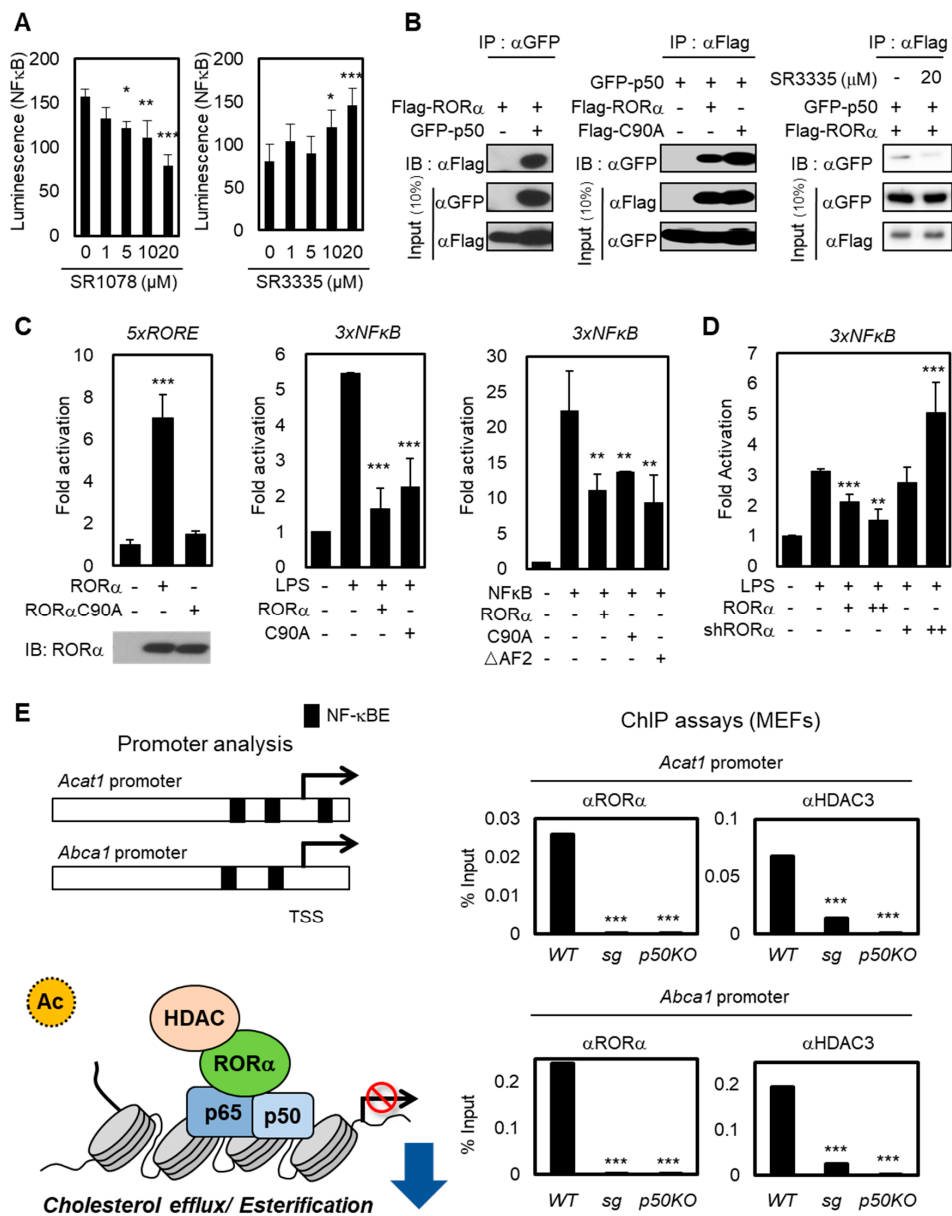 A
Luminescence (NFκB)
200
150
100
50
0
* ** ***
0 1 5 10 20
SR1078 (µM)
Luminescence (NFκB)
200
150
100
50
0
* ***
0 1 5 10 20
SR3335 (µM)
B
IP : αGFP
Flag-RORα + +
GFP-p50 - +
IB : αFlag
Input (10%)
αGFP
αFlag
IP : αFlag
GFP-p50 + + +
Flag-RORα - + -
Flag-C90A - - +
IB : αGFP
Input (10%)
αFlag
αGFP
IP : αFlag
SR3335 (µM) - 20
GFP-p50 + +
Flag-RORα + +
IB : αGFP
Input (10%)
αGFP
αFlag
C
5xRORE
Fold activation
10
8
6
4
2
0
***
RORα - + -
RORαC90A - - +
IB: RORα
3xNFκB
Fold activation
6
5
4
3
2
1
0
*** ***
LPS - + + +
RORα - - + -
C90A - - - +
3xNFκB
Fold activation
30
25
20
15
10
5
0
** ** **
NFκB - + + + +
RORα - - + - -
C90A - - - + -
△AF2 - - - - +
D
3xNFκB
Fold Activation
7
6
5
4
3
2
1
0
*** ** ***
LPS - + + + + +
RORα - - + ++ - -
shRORα - - - - + ++
E
NF-κBE
Promoter analysis
Acat1 promoter
Abca1 promoter
TSS
Ac
HDAC
RORα
p65 p50
Cholesterol efflux/ Esterification
ChIP assays (MEFs)
Acat1 promoter
αRORα
% Input
0.03
0.02
0.01
0
*** ***
WT sg p50KO
αHDAC3
0.1
0.05
0
*** ***
WT sg p50KO
Abca1 promoter
αRORα
% Input
0.2
0.1
0
*** ***
WT sg p50KO
αHDAC3
0.2
0.1
0
*** ***
WT sg p50KO